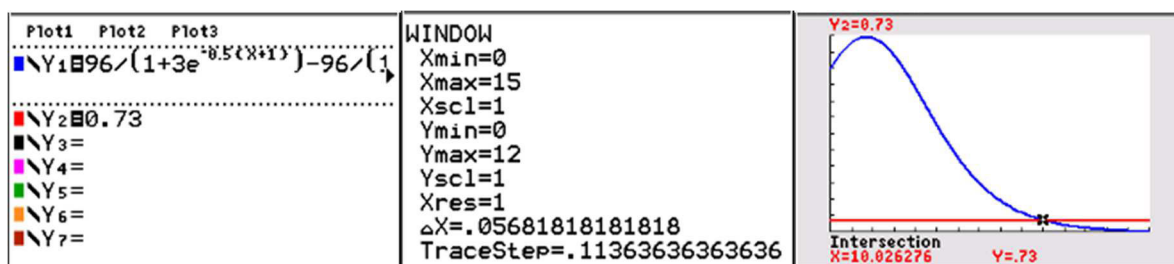 Plot1 Plot2 Plot3
\Y₁=96/(1+3e^-0.5(X+1))-96/(1
\Y₂=0.73
\Y₃=
\Y₄=
\Y₅=
\Y₆=
\Y₇=
WINDOW
Xmin=0
Xmax=15
Xscl=1
Ymin=0
Ymax=12
Yscl=1
Xres=1
△X=.05681818181818
TraceStep=.11363636363636
Y2=0.73
Intersection
X=10.026276 Y=.73